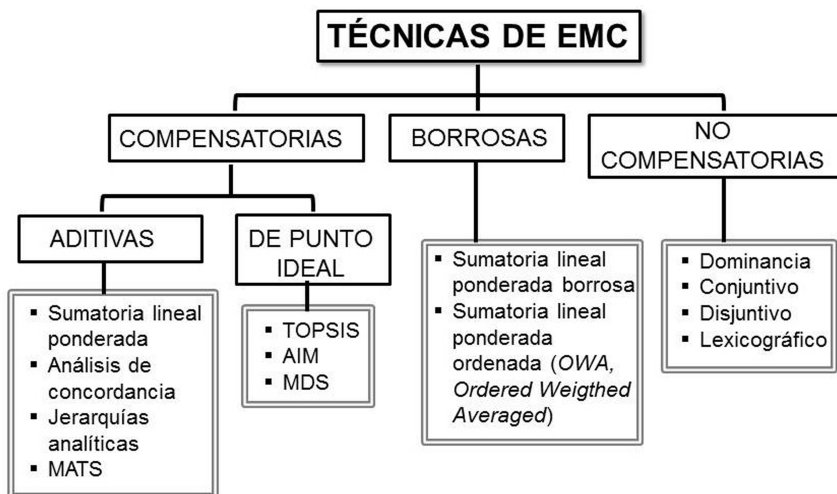 TÉCNICAS DE EMC
COMPENSATORIAS
BORROSAS
NO
COMPENSATORIAS
ADITIVAS
DE PUNTO
IDEAL
▪ Sumatoria lineal
ponderada
▪ Análisis de
concordancia
▪ Jerarquías
analíticas
▪ MATS
▪ TOPSIS
▪ AIM
▪ MDS
▪ Sumatoria lineal
ponderada borrosa
▪ Sumatoria lineal
ponderada
ordenada (OWA,
Ordered Weigthed
Averaged)
▪ Dominancia
▪ Conjuntivo
▪ Disjuntivo
▪ Lexicográfico